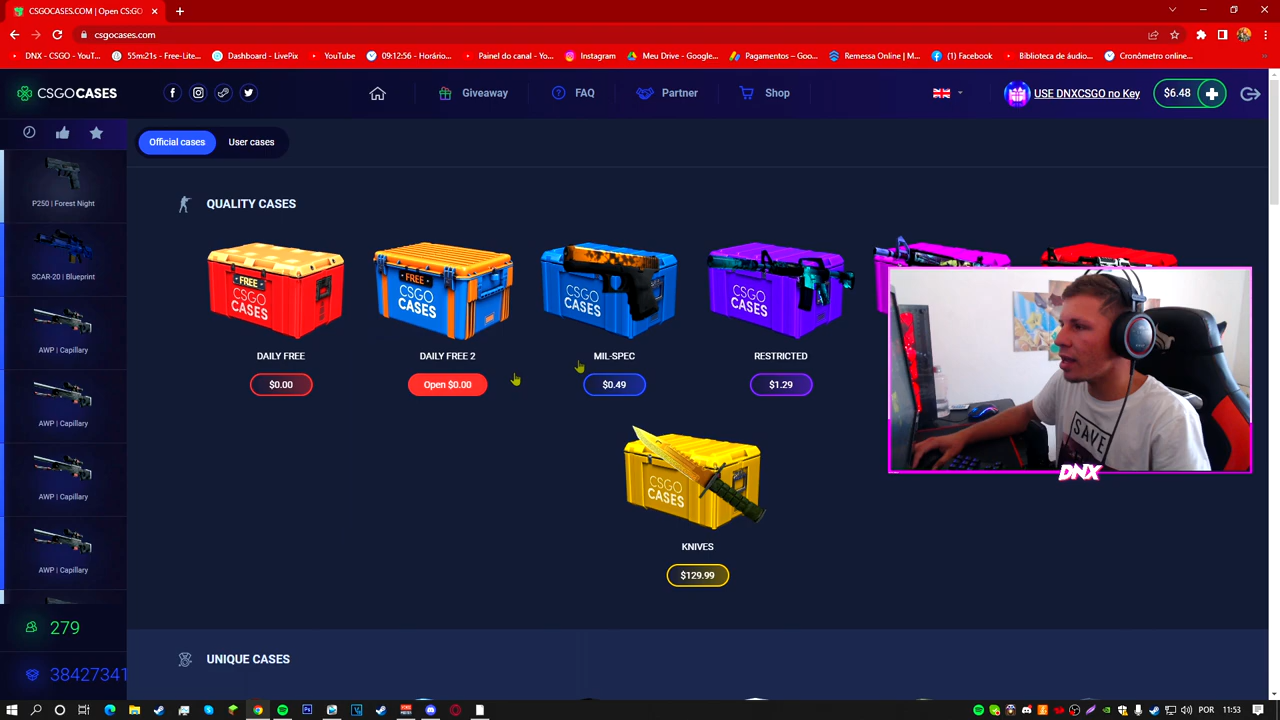 CSGOCASES.COM | Open CS:GO
csgocases.com
DNX - CSGO - YouT...
55m21s - Free-Lite...
Dashboard - LivePix
YouTube
09:12:56 - Horário...
Painel do canal - Yo...
Instagram
Meu Drive - Google...
Pagamentos – Goo...
Remessa Online | M...
(1) Facebook
Biblioteca de áudio...
Cronômetro online...
CSGOCASES
Giveaway
FAQ
Partner
Shop
USE DNXCSGO no Key
$6.48
Official cases
User cases
P250 | Forest Night
SCAR-20 | Blueprint
AWP | Capillary
AWP | Capillary
AWP | Capillary
AWP | Capillary
279
38427341
QUALITY CASES
FREE
CSGO
CASES
DAILY FREE
$0.00
FREE
CSGO
CASES
DAILY FREE 2
Open $0.00
CSGO
CASES
MIL-SPEC
$0.49
CSGO
CASES
RESTRICTED
$1.29
SAVE
DNX
CSGO
CASES
KNIVES
$129.99
UNIQUE CASES
POR
11:53